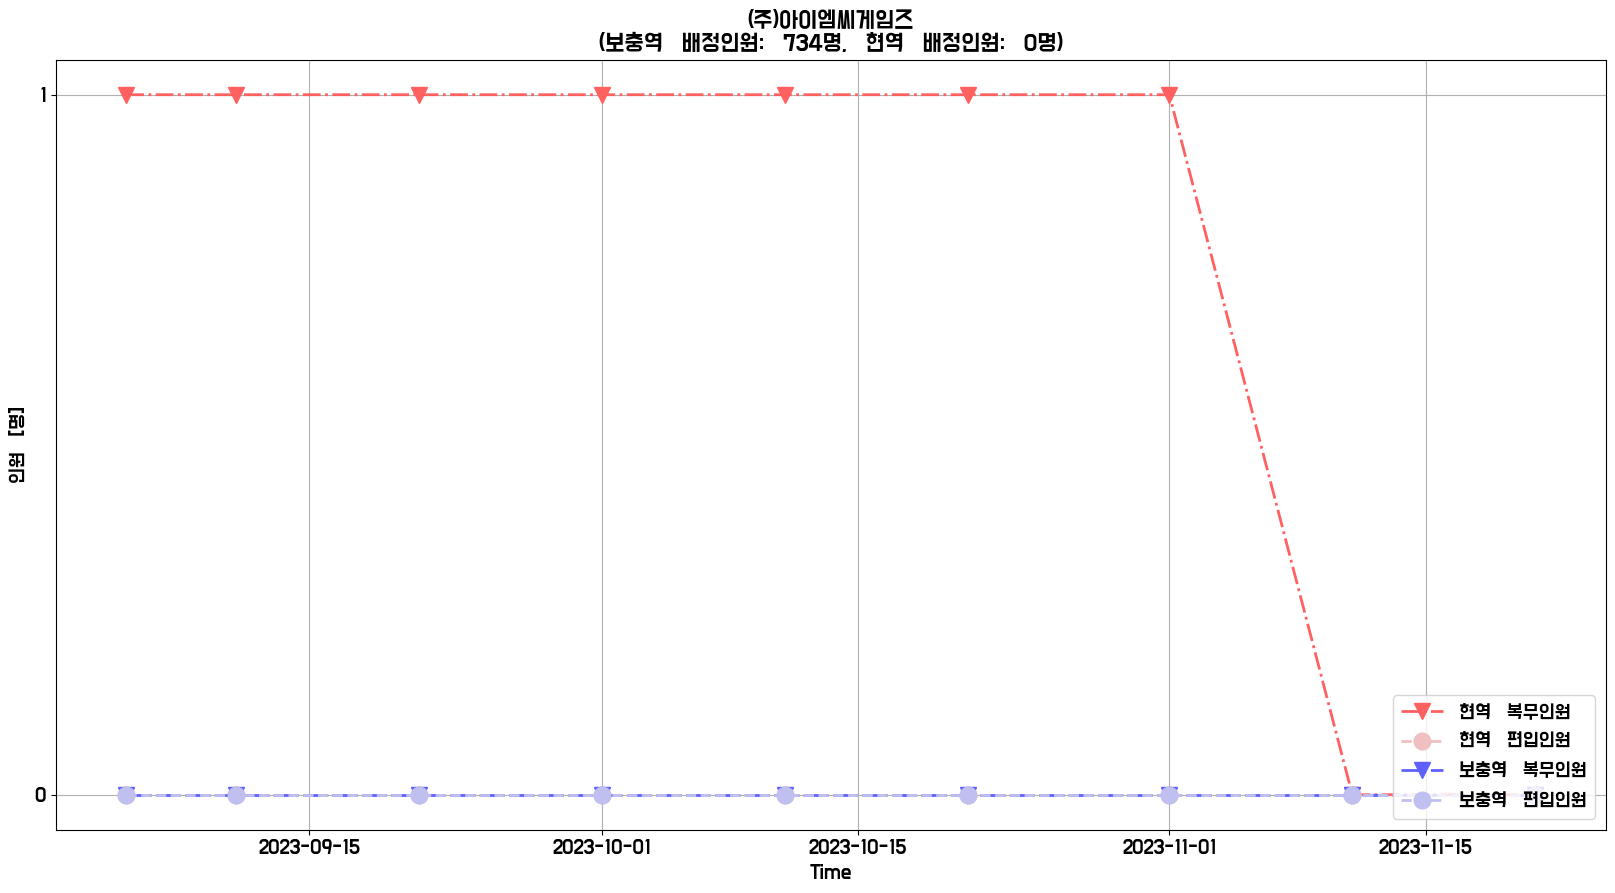 (주)아이엠씨게임즈
(보충역 배정인원: 734명, 현역 배정인원: 0명)
1
인원 [명]
0
현역 복무인원
현역 편입인원
보충역 복무인원
보충역 편입인원
2023-09-15 2023-10-01 2023-10-15 2023-11-01 2023-11-15
Time